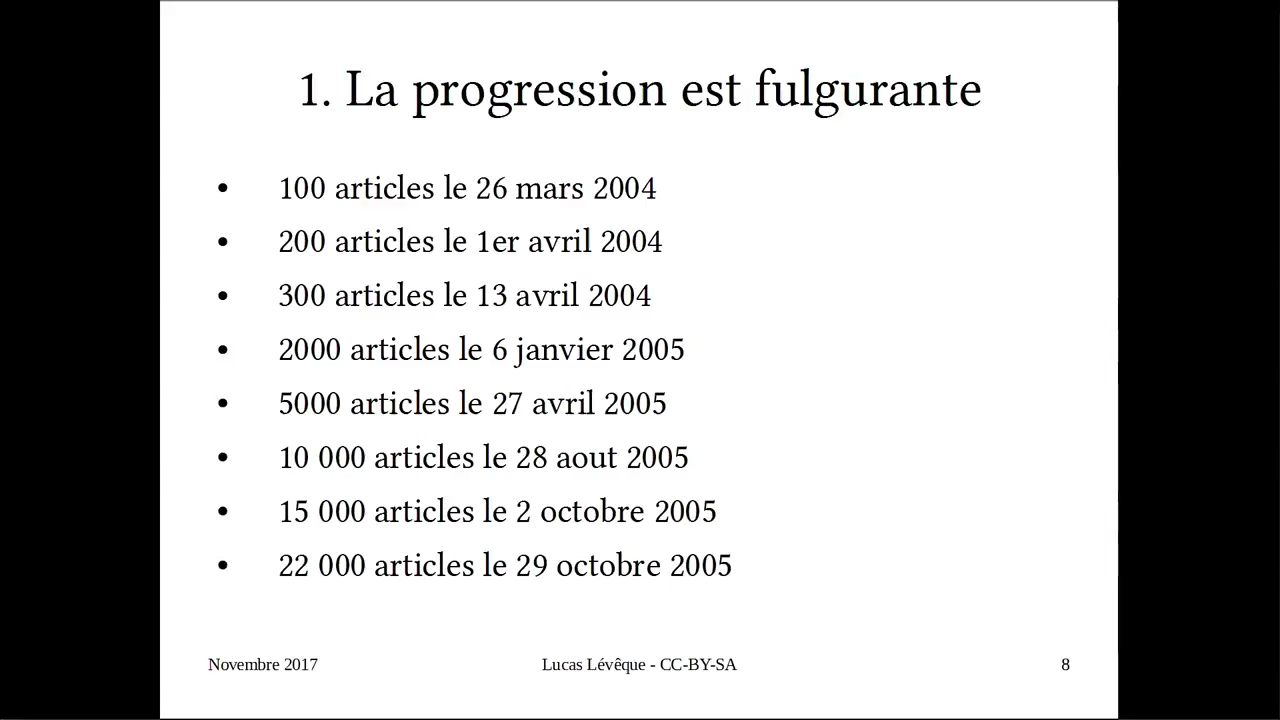 1. La progression est fulgurante
• 100 articles le 26 mars 2004
• 200 articles le 1er avril 2004
• 300 articles le 13 avril 2004
• 2000 articles le 6 janvier 2005
• 5000 articles le 27 avril 2005
• 10 000 articles le 28 aout 2005
• 15 000 articles le 2 octobre 2005
• 22 000 articles le 29 octobre 2005
Novembre 2017 Lucas Lévêque - CC-BY-SA 8